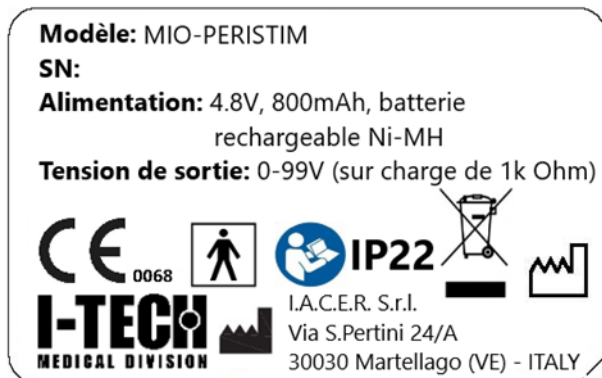 Modèle: MIO-PERISTIM
SN:
Alimentation: 4.8V, 800mAh, batterie
rechargeable Ni-MH
Tension de sortie: 0-99V (sur charge de 1k Ohm)
CE 0068
IP22
I-TECH
MEDICAL DIVISION
I.A.C.E.R. S.r.l.
Via S.Pertini 24/A
30030 Martellago (VE) - ITALY